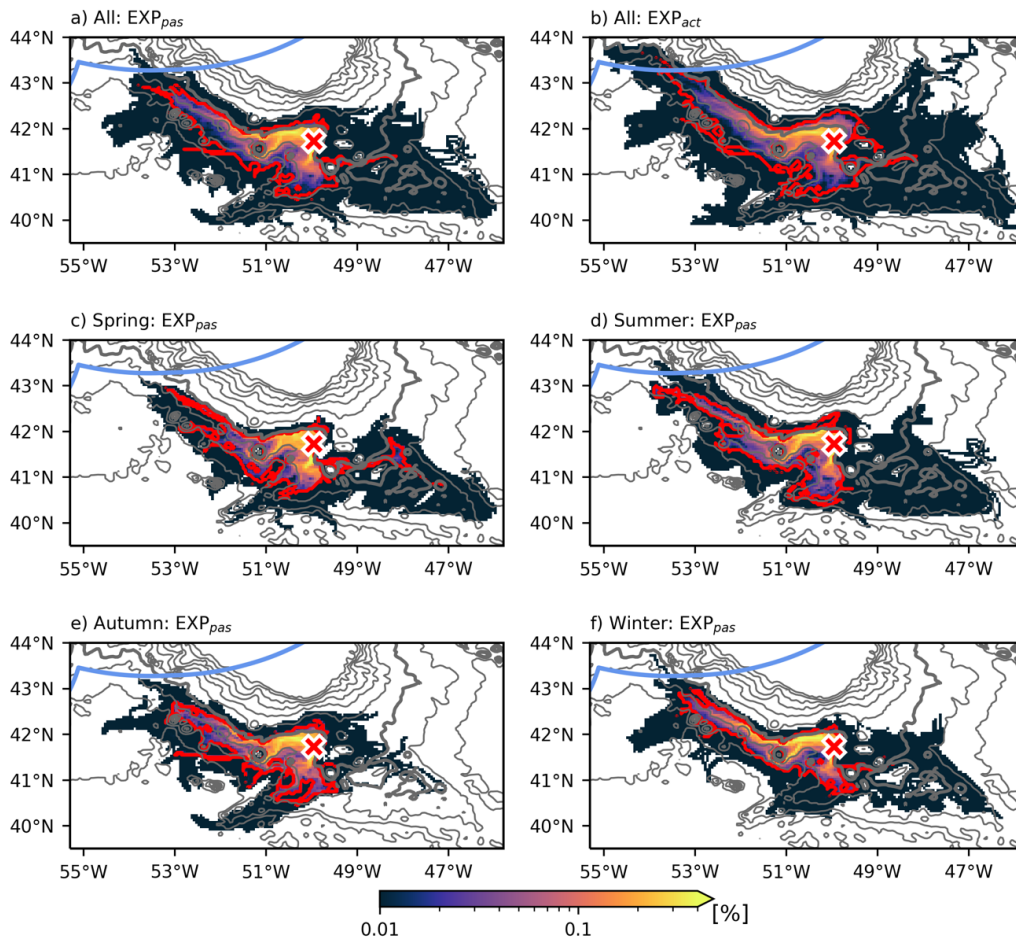 a) All: EXPpas
b) All: EXPact
44°N
43°N
42°N
41°N
40°N
55°W 53°W 51°W 49°W 47°W
44°N
43°N
42°N
41°N
40°N
55°W 53°W 51°W 49°W 47°W
c) Spring: EXPpas
d) Summer: EXPpas
44°N
43°N
42°N
41°N
40°N
55°W 53°W 51°W 49°W 47°W
44°N
43°N
42°N
41°N
40°N
55°W 53°W 51°W 49°W 47°W
e) Autumn: EXPpas
f) Winter: EXPpas
44°N
43°N
42°N
41°N
40°N
55°W 53°W 51°W 49°W 47°W
44°N
43°N
42°N
41°N
40°N
55°W 53°W 51°W 49°W 47°W
0.01 0.1 [%]